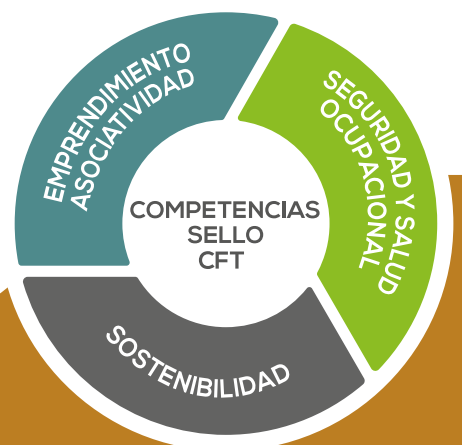 EMPRENDIMIENTO
ASOCIATIVIDAD
SEGURIDAD Y SALUD
OCUPACIONAL
COMPETENCIAS
SELLO
CFT
SOSTENIBILIDAD